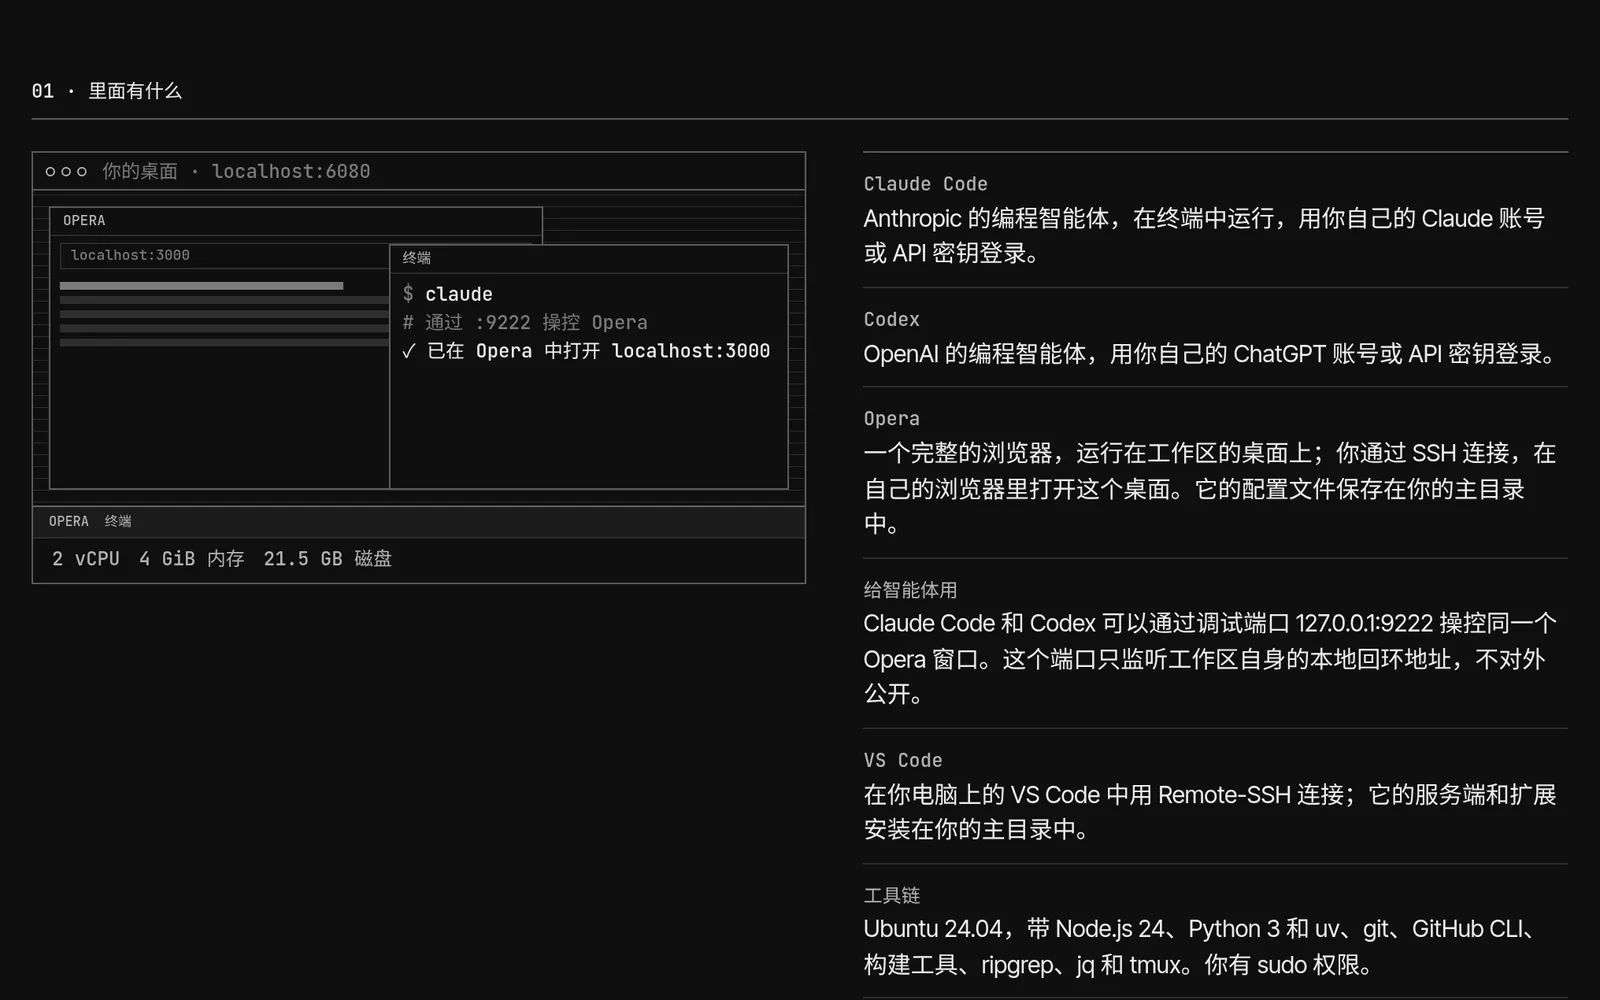 01 · 里面有什么
你的桌面 · localhost:6080
OPERA
localhost:3000
终端
$ claude
# 通过 :9222 操控 Opera
✓ 已在 Opera 中打开 localhost:3000
OPERA 终端
2 vCPU 4 GiB 内存 21.5 GB 磁盘
Claude Code
Anthropic 的编程智能体，在终端中运行，用你自己的 Claude 账号
或 API 密钥登录。
Codex
OpenAI 的编程智能体，用你自己的 ChatGPT 账号或 API 密钥登录。
Opera
一个完整的浏览器，运行在工作区的桌面上；你通过 SSH 连接，在
自己的浏览器里打开这个桌面。它的配置文件保存在你的主目录
中。
给智能体用
Claude Code 和 Codex 可以通过调试端口 127.0.0.1:9222 操控同一个
Opera 窗口。这个端口只监听工作区自身的本地回环地址，不对外
公开。
VS Code
在你电脑上的 VS Code 中用 Remote-SSH 连接；它的服务端和扩展
安装在你的主目录中。
工具链
Ubuntu 24.04，带 Node.js 24、Python 3 和 uv、git、GitHub CLI、
构建工具、ripgrep、jq 和 tmux。你有 sudo 权限。